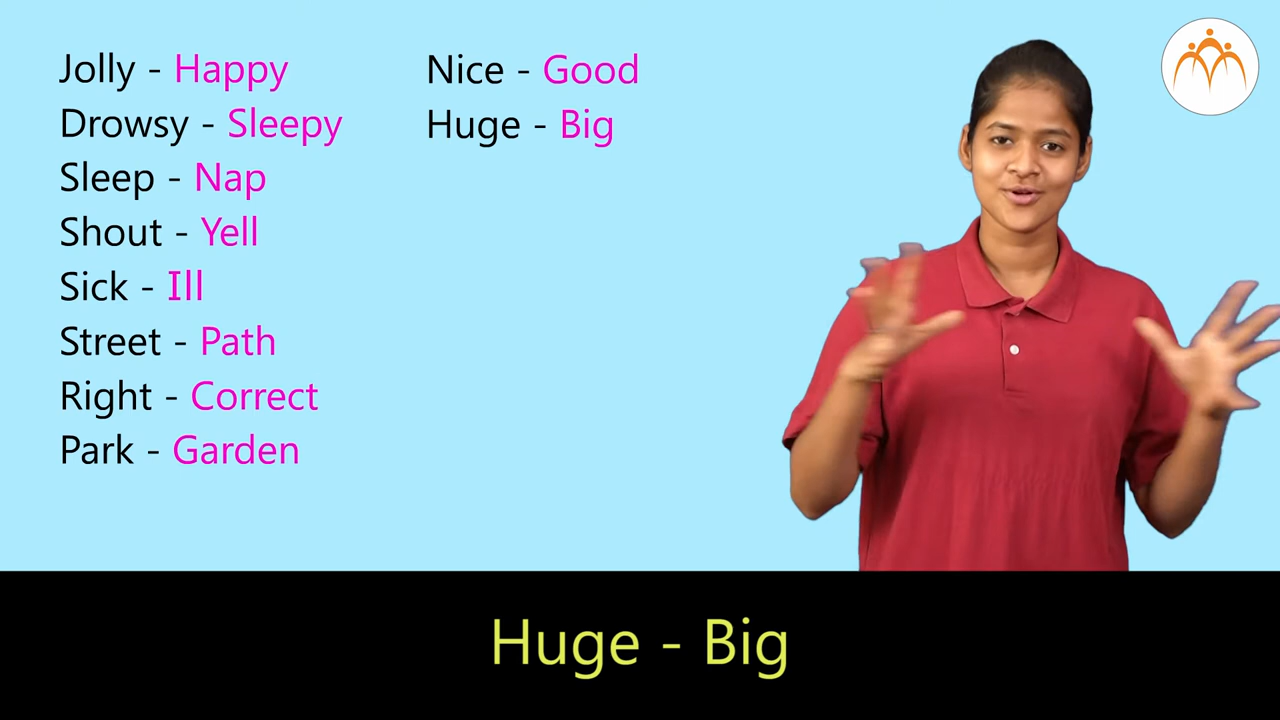 Jolly - Happy
Drowsy - Sleepy
Sleep - Nap
Shout - Yell
Sick - Ill
Street - Path
Right - Correct
Park - Garden
Nice - Good
Huge - Big
Huge - Big